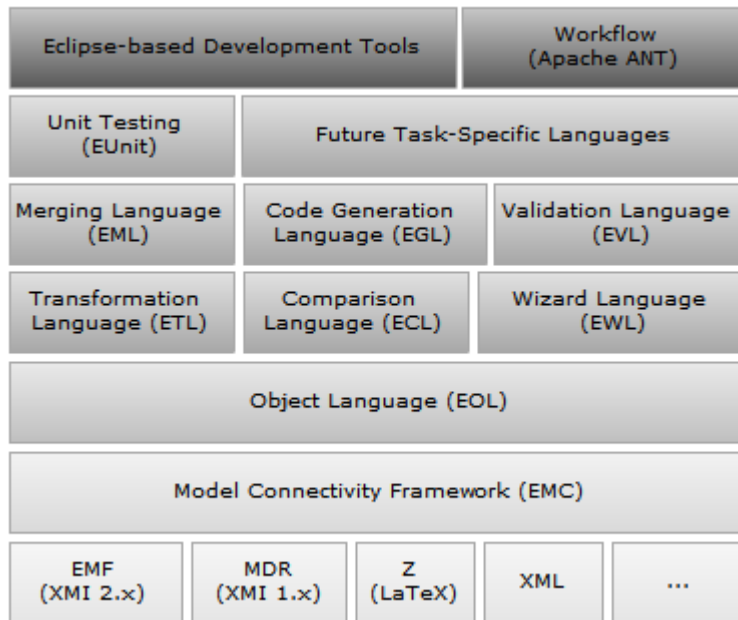 Eclipse-based Development Tools
Workflow
(Apache ANT)
Unit Testing
(EUnit)
Future Task-Specific Languages
Merging Language
(EML)
Code Generation
Language (EGL)
Validation Language
(EVL)
Transformation
Language (ETL)
Comparison
Language (ECL)
Wizard Language
(EWL)
Object Language (EOL)
Model Connectivity Framework (EMC)
EMF
(XMI 2.x)
MDR
(XMI 1.x)
Z
(LaTeX)
XML
...